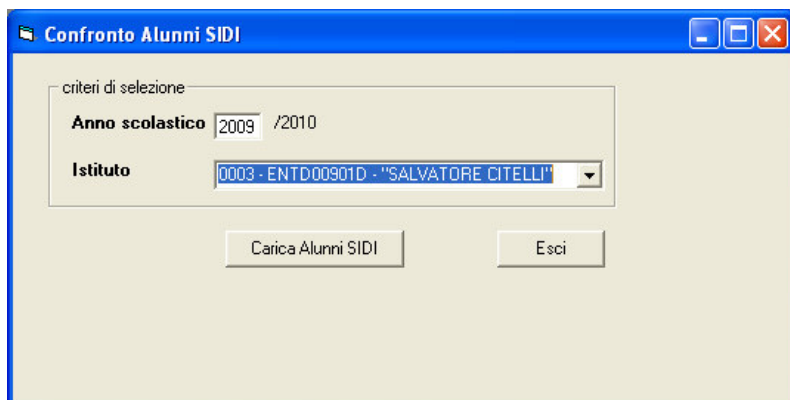 Confronto Alunni SIDI
criteri di selezione
Anno scolastico 2009 /2010
Istituto 0003 - ENTD00901D - "SALVATORE CITELLI"
Carica Alunni SIDI Esci